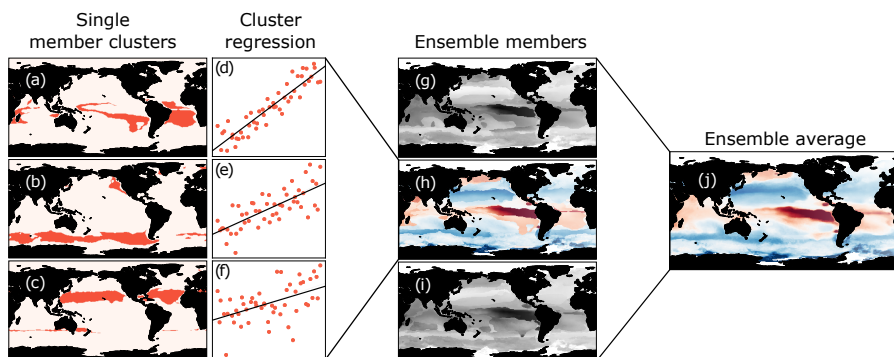 Single
member clusters
Cluster
regression
Ensemble members
Ensemble average
(a)
(d)
(g)
(b)
(e)
(h)
(j)
(c)
(f)
(i)